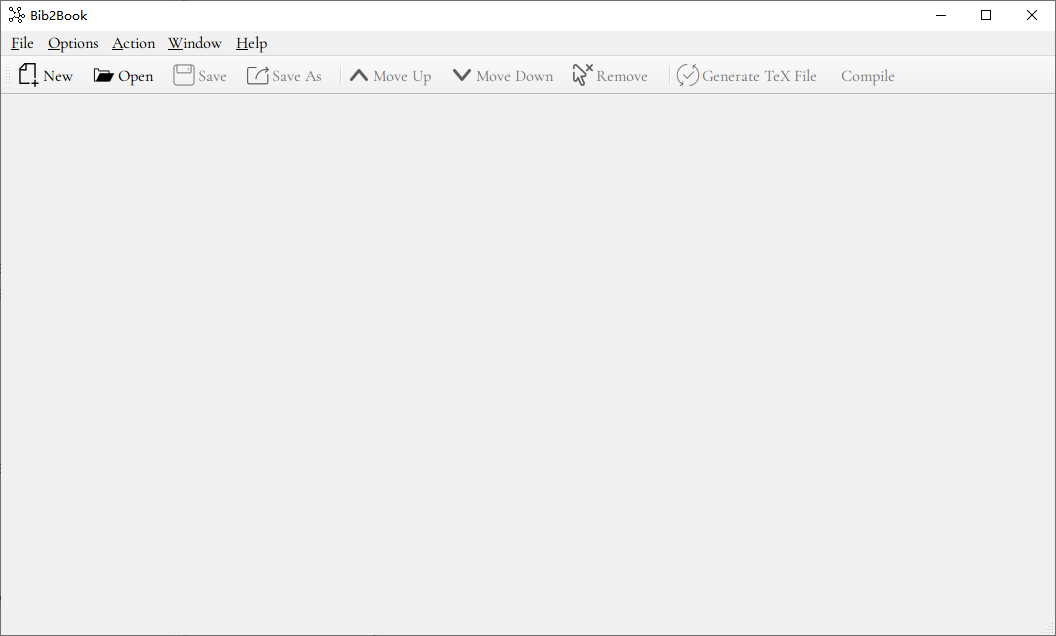 Bib2Book
File Options Action Window Help
New Open Save Save As Move Up Move Down Remove Generate TeX File Compile